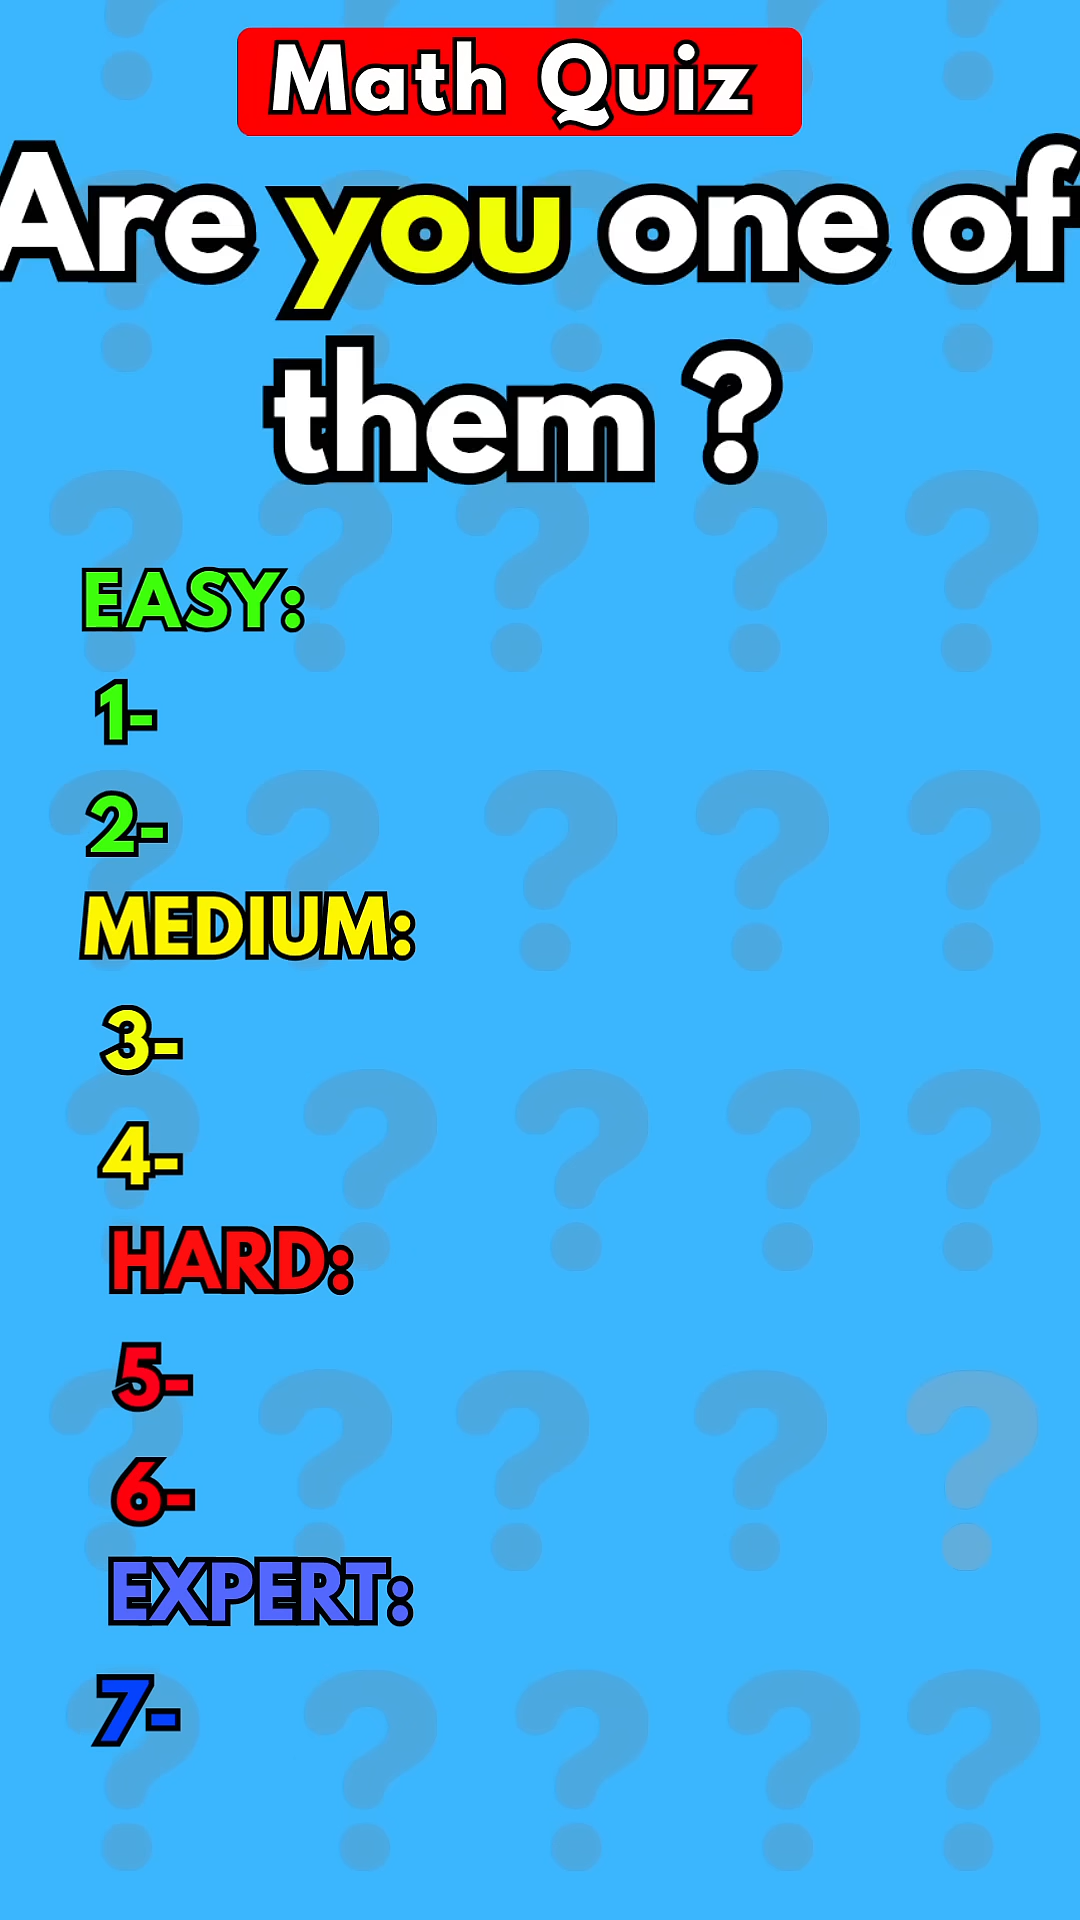 Math Quiz
Are you one of
them ?
EASY:
1-
2-
MEDIUM:
3-
4-
HARD:
5-
6-
EXPERT:
7-